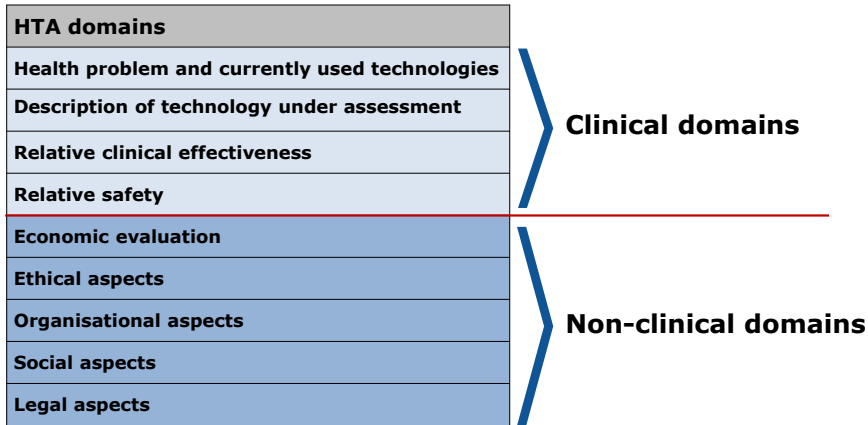 HTA domains
Health problem and currently used technologies
Description of technology under assessment
Relative clinical effectiveness
Relative safety
Clinical domains
Economic evaluation
Ethical aspects
Organisational aspects
Social aspects
Legal aspects
Non-clinical domains